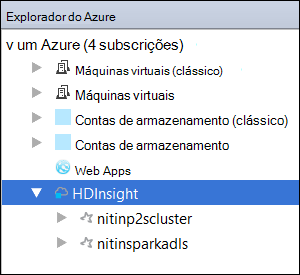 Explorador do Azure
v um Azure (4 subscrições)
Máquinas virtuais (clássico)
Máquinas virtuais
Contas de armazenamento (clássico)
Contas de armazenamento
Web Apps
HDInsight
nitinp2scluster
nitinsparkadls